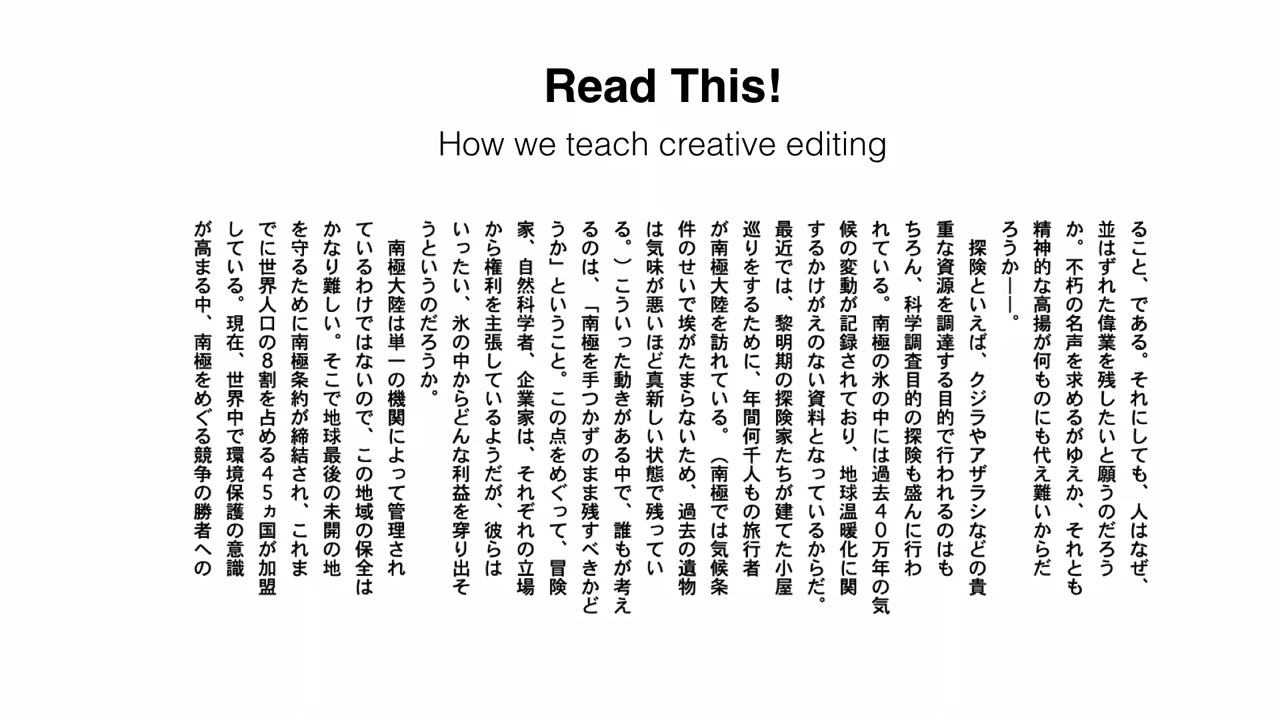 Read This!
How we teach creative editing
ること、である。それにしても、人はなぜ、
並はずれた偉業を残したいと願うのだろう
か。不朽の名声を求めるがゆえか、それとも
精神的な高揚が何ものにも代え難いからだ
ろうか――。
探険といえば、クジラやアザラシなどの貴
重な資源を調達する目的で行われるのはも
ちろん、科学調査目的の探険も盛んに行わ
れている。南極の氷の中には過去４０万年の気
候の変動が記録されており、地球温暖化に関
するかけがえのない資料となっているからだ。
最近では、黎明期の探険家たちが建てた小屋
巡りをするために、年間何千人もの旅行者
が南極大陸を訪れている。（南極では気候条
件のせいで埃がたまらないため、過去の遺物
は気味が悪いほど真新しい状態で残ってい
る。）こういった動きがある中で、誰もが考え
るのは、「南極を手つかずのまま残すべきかど
うか」ということ。この点をめぐって、冒険
家、自然科学者、企業家は、それぞれの立場
から権利を主張しているようだが、彼らは
いったい、氷の中からどんな利益を穿り出そ
うというのだろうか。
南極大陸は単一の機関によって管理され
ているわけではないので、この地域の保全は
かなり難しい。そこで地球最後の未開の地
を守るために南極条約が締結され、これま
でに世界人口の８割を占める４５ヵ国が加盟
している。現在、世界中で環境保護の意識
が高まる中、南極をめぐる競争の勝者への